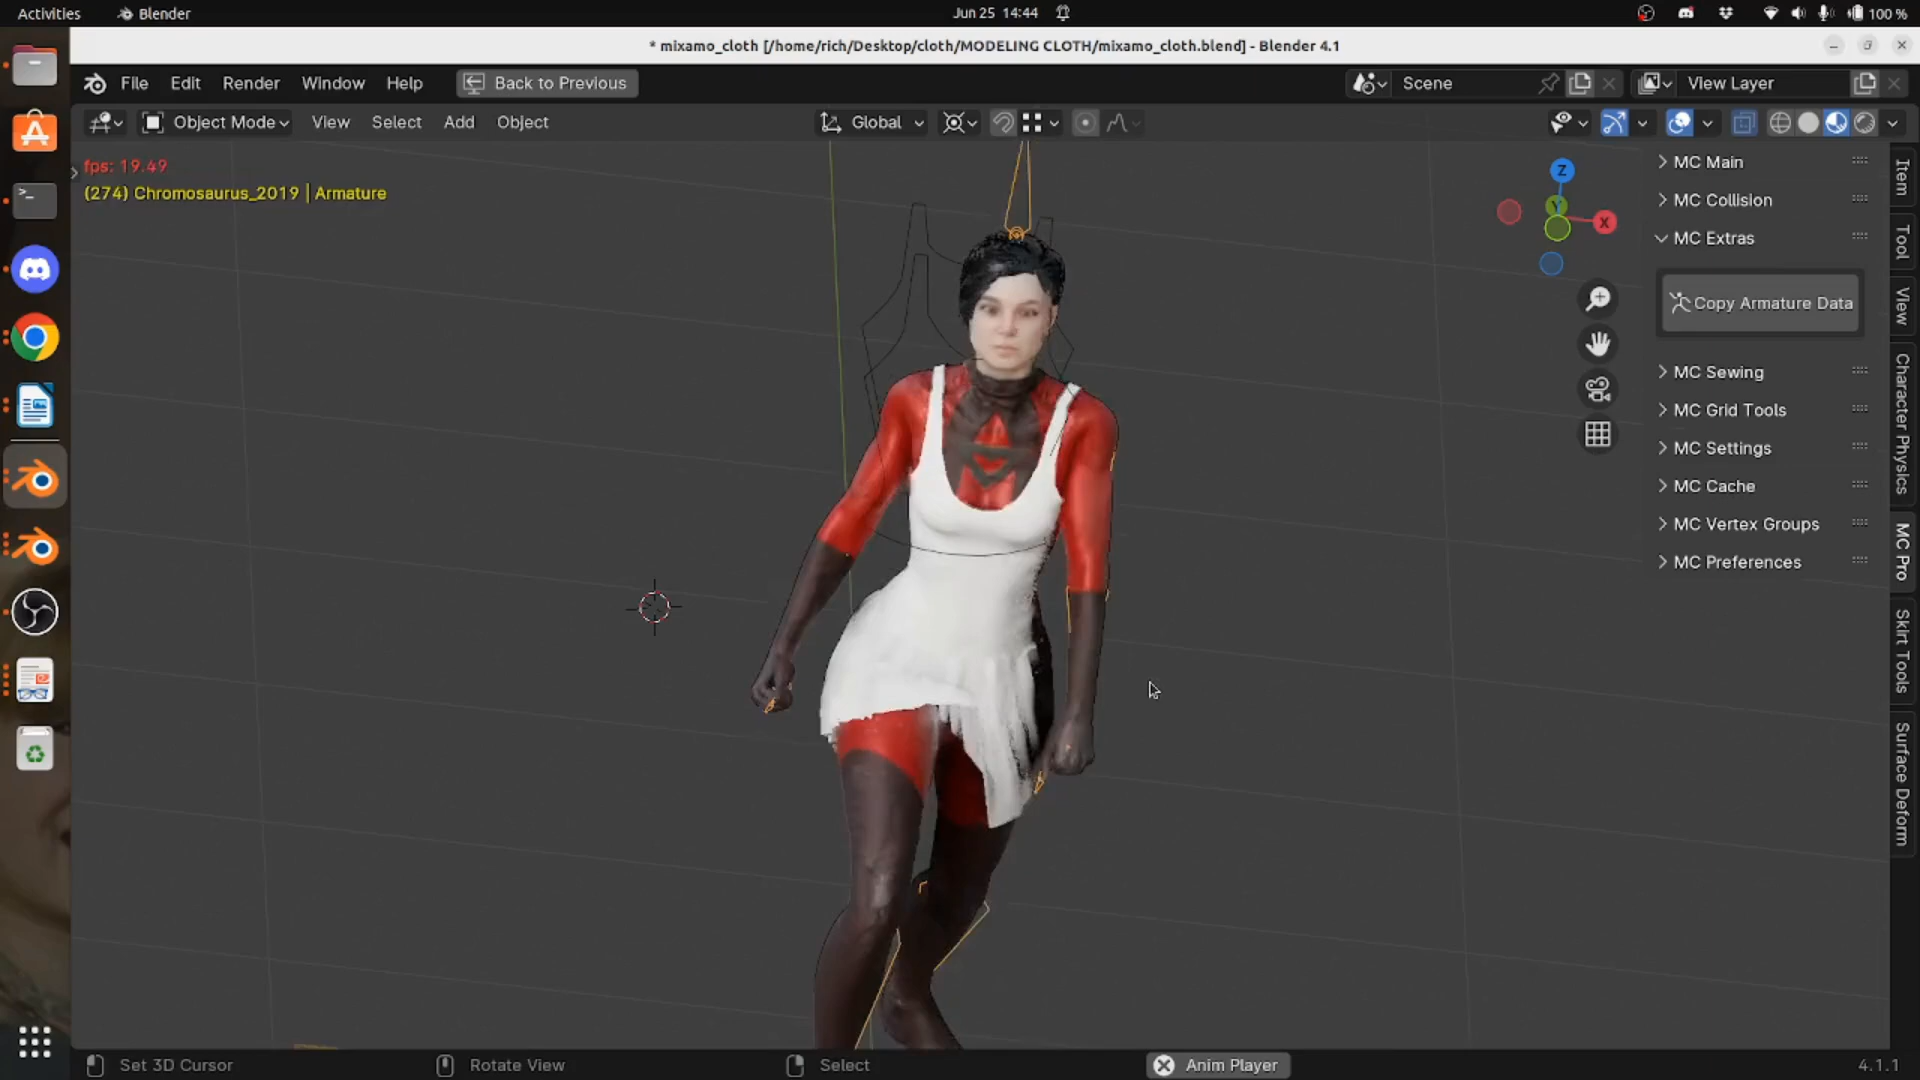 Activities
Blender
Jun 25 14:44
100 %
* mixamo_cloth [/home/rich/Desktop/cloth/MODELING CLOTH/mixamo_cloth.blend] - Blender 4.1
File Edit Render Window Help
Back to Previous
Scene
View Layer
Object Mode
View Select Add Object
Global
fps: 19.49
(274) Chromosaurus_2019 | Armature
Z
Y
X
MC Main
MC Collision
MC Extras
Copy Armature Data
MC Sewing
MC Grid Tools
MC Settings
MC Cache
MC Vertex Groups
MC Preferences
Item
Tool
View
Character Physics
MC Pro
Skirt Tools
Surface Deform
Set 3D Cursor
Rotate View
Select
Anim Player
4.1.1